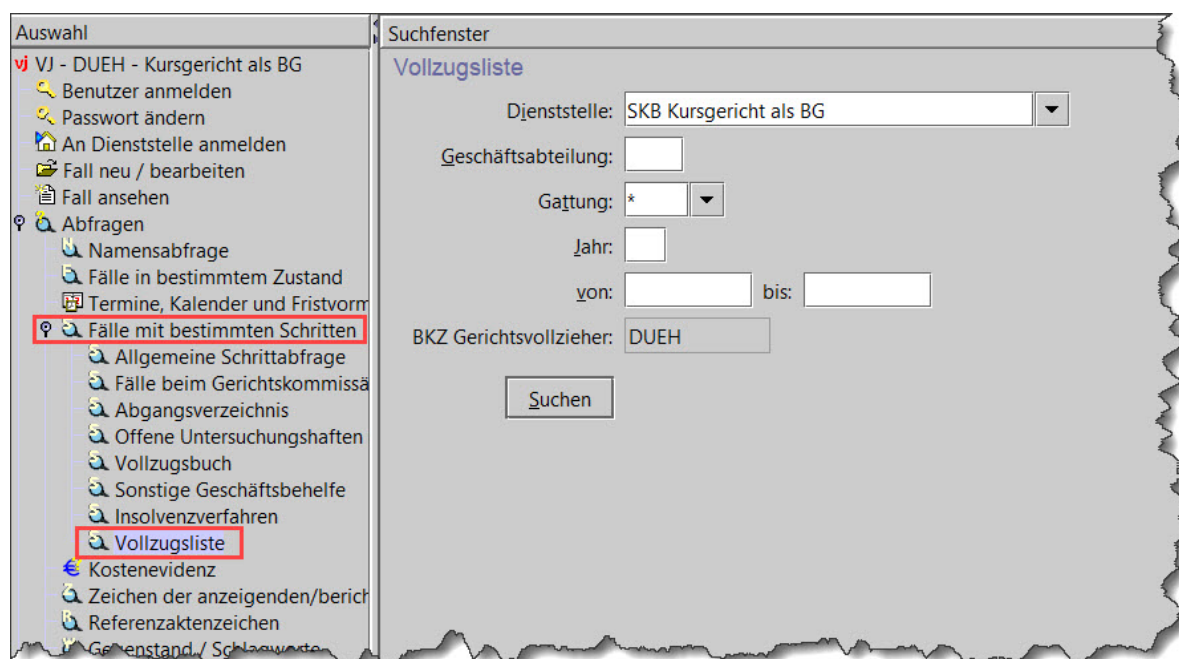 Auswahl
vj VJ - DUEH - Kursgericht als BG
Benutzer anmelden
Passwort ändern
An Dienststelle anmelden
Fall neu / bearbeiten
Fall ansehen
Abfragen
Namensabfrage
Fälle in bestimmtem Zustand
Termine, Kalender und Fristvorm
Fälle mit bestimmten Schritten
Allgemeine Schrittabfrage
Fälle beim Gerichtskommissä
Abgangsverzeichnis
Offene Untersuchungshaften
Vollzugsbuch
Sonstige Geschäftsbehelfe
Insolvenzverfahren
Vollzugsliste
Kostenevidenz
Zeichen der anzeigenden/berich
Referenzaktenzeichen
Gegenstand / Schlagworte
Suchfenster
Vollzugsliste
Dienststelle: SKB Kursgericht als BG
Geschäftsabteilung:
Gattung: *
Jahr:
von: bis:
BKZ Gerichtsvollzieher: DUEH
Suchen